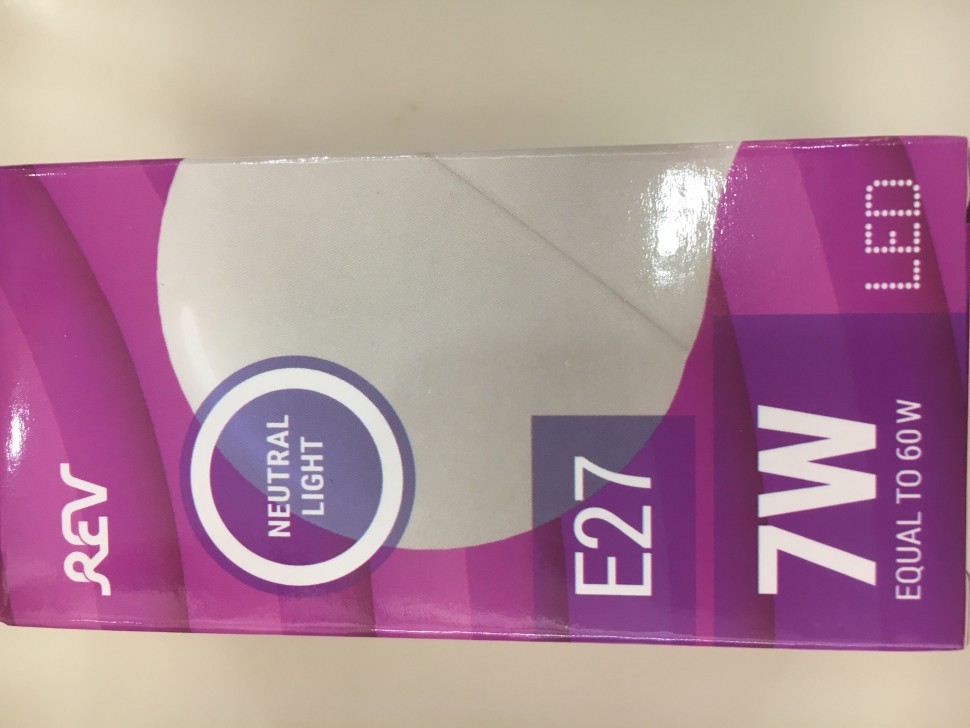 REV
NEUTRAL
LIGHT
E27
7W
EQUAL TO 60 W
LED